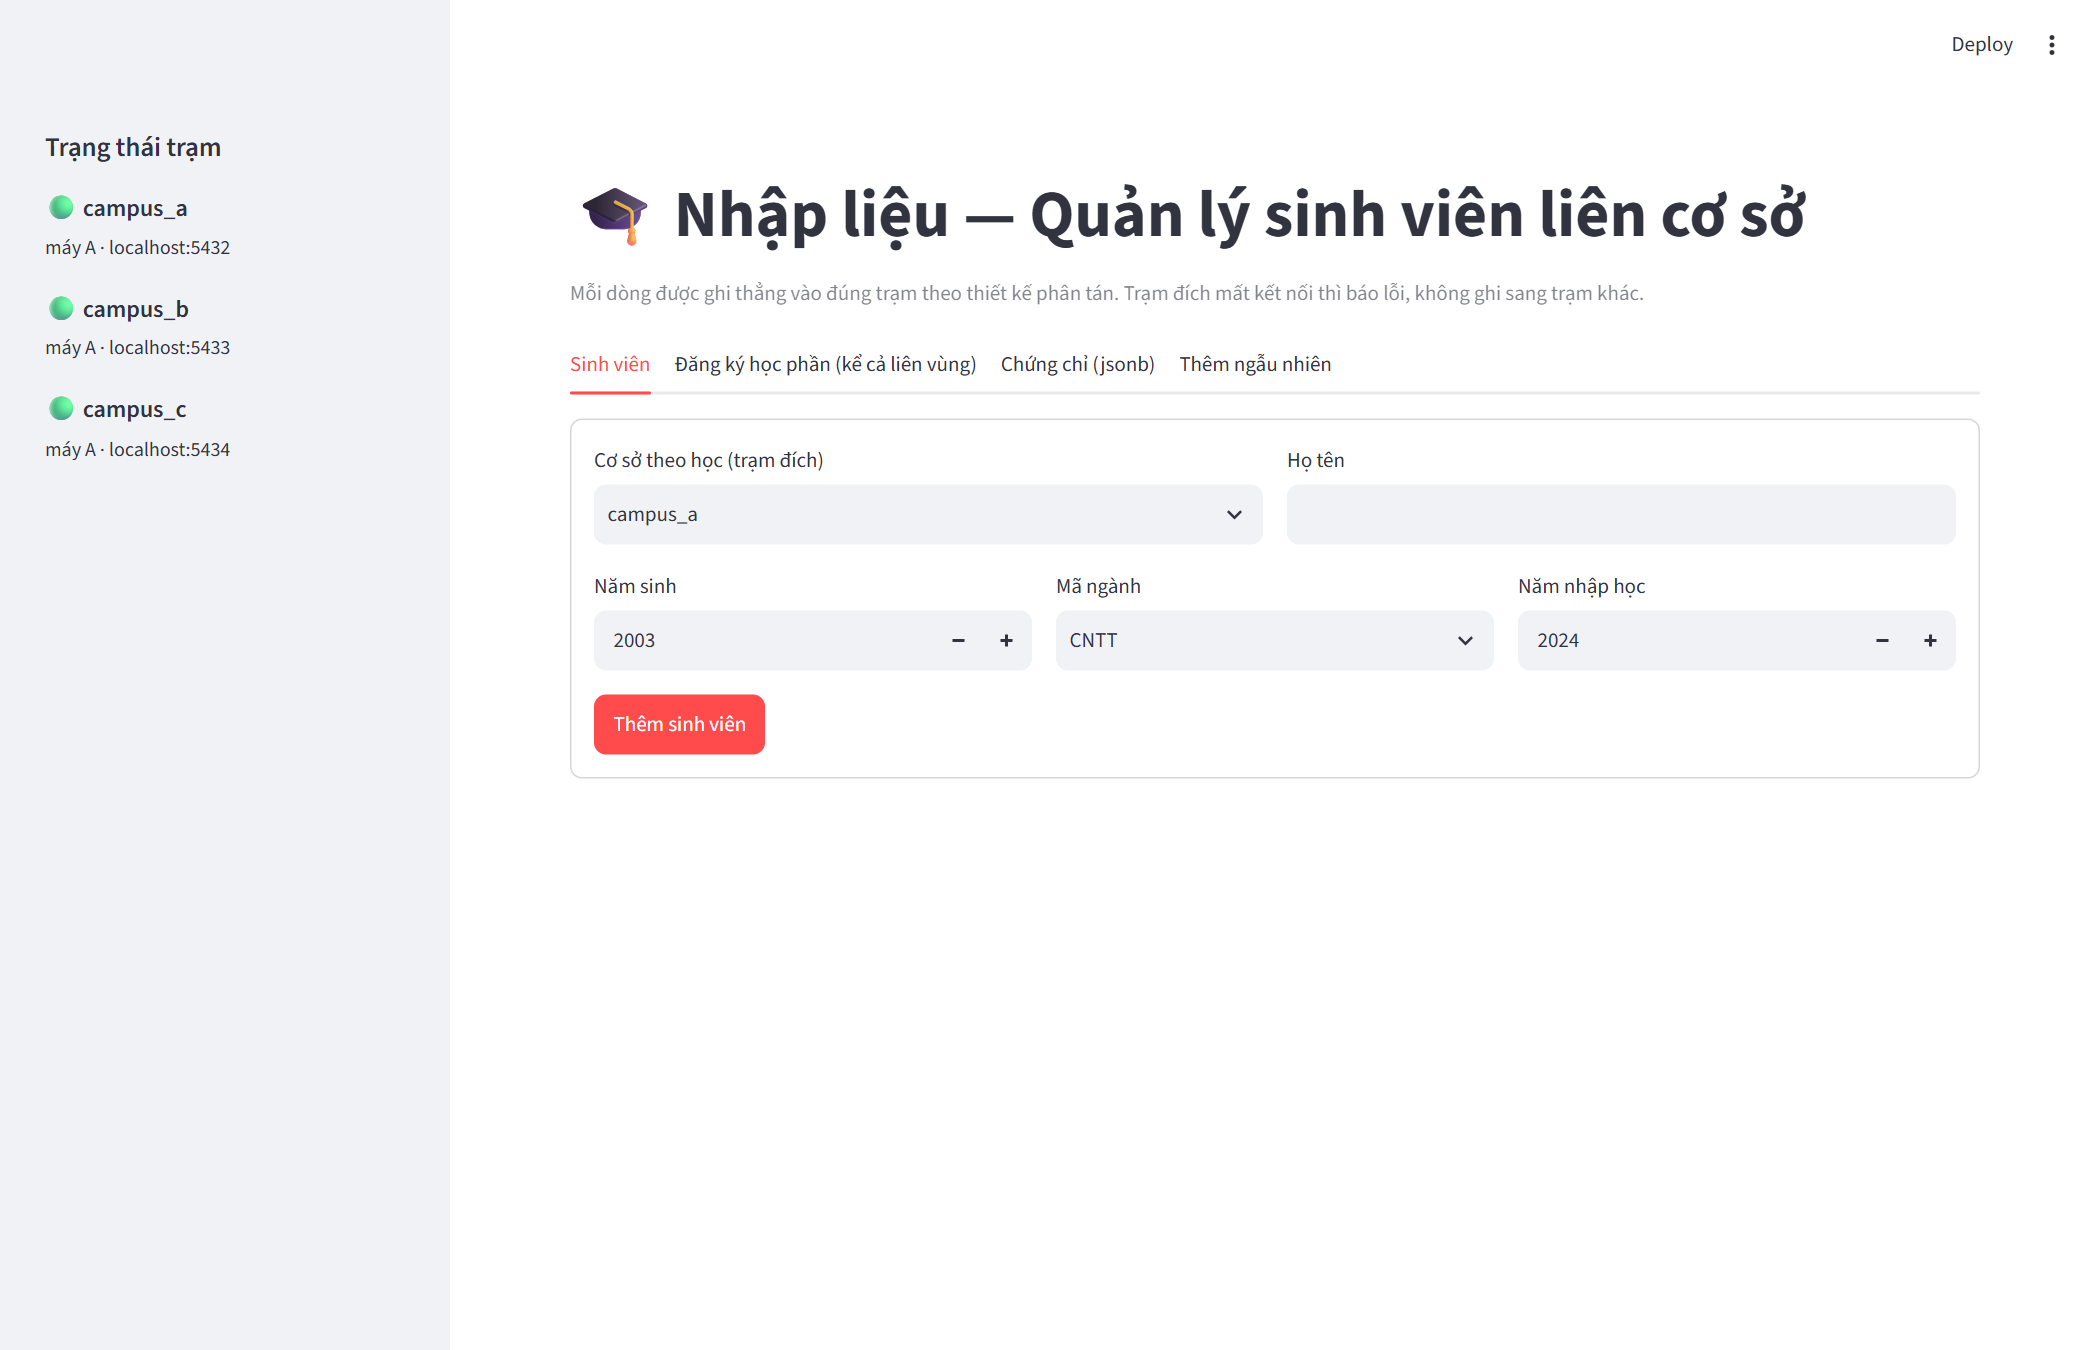 Deploy
Trạng thái trạm
campus_a
máy A · localhost:5432
campus_b
máy A · localhost:5433
campus_c
máy A · localhost:5434
Nhập liệu — Quản lý sinh viên liên cơ sở
Mỗi dòng được ghi thẳng vào đúng trạm theo thiết kế phân tán. Trạm đích mất kết nối thì báo lỗi, không ghi sang trạm khác.
Sinh viên Đăng ký học phần (kể cả liên vùng) Chứng chỉ (jsonb) Thêm ngẫu nhiên
Cơ sở theo học (trạm đích) Họ tên
campus_a
Năm sinh Mã ngành Năm nhập học
2003 CNTT 2024
Thêm sinh viên